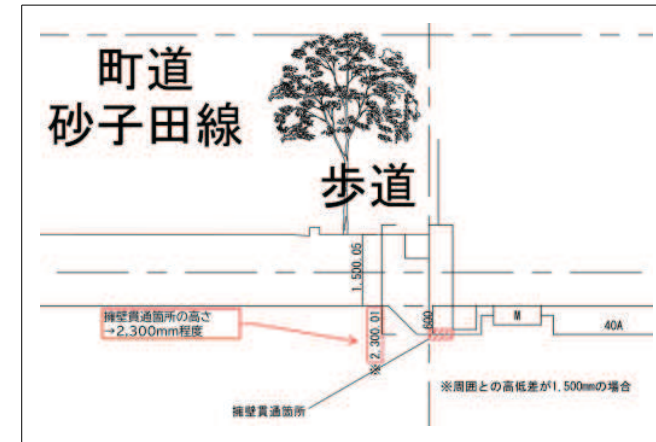 町道
砂子田線
歩道
1,500.05
擁壁貫通箇所の高さ
→2,300mm程度
※2,300.01
600
M
40A
擁壁貫通箇所
※周囲との高低差が1,500mmの場合